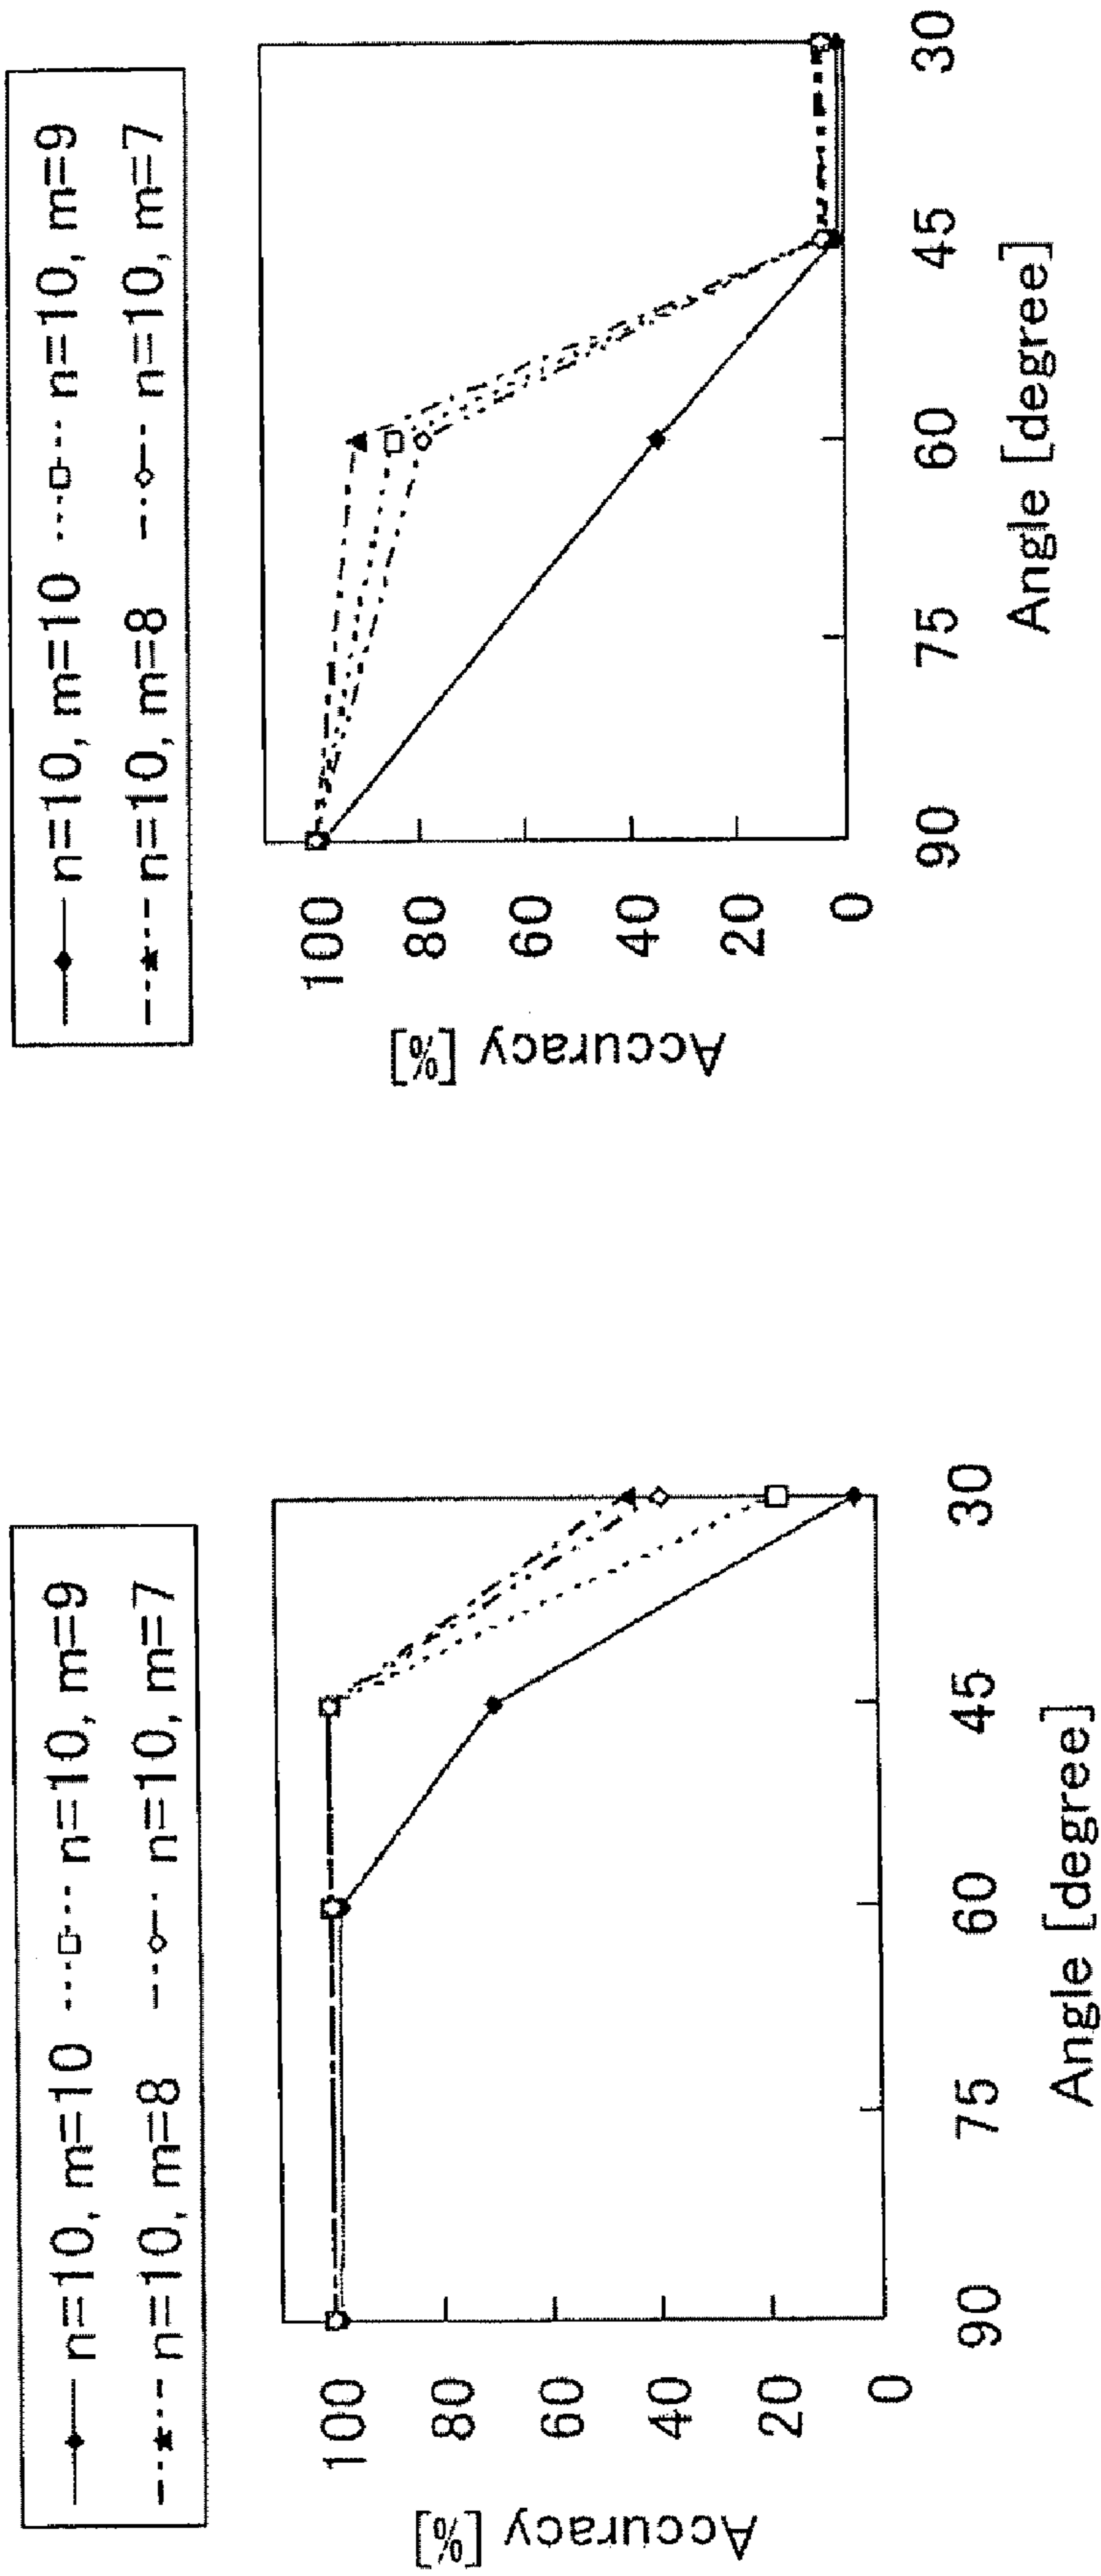 n=10, m=10 n=10, m=9
n=10, m=8 n=10, m=7
Accuracy [%]
100
80
60
40
20
0
90 75 60 45 30
Angle [degree]
n=10, m=10 n=10, m=9
n=10, m=8 n=10, m=7
Accuracy [%]
100
80
60
40
20
0
90 75 60 45 30
Angle [degree]